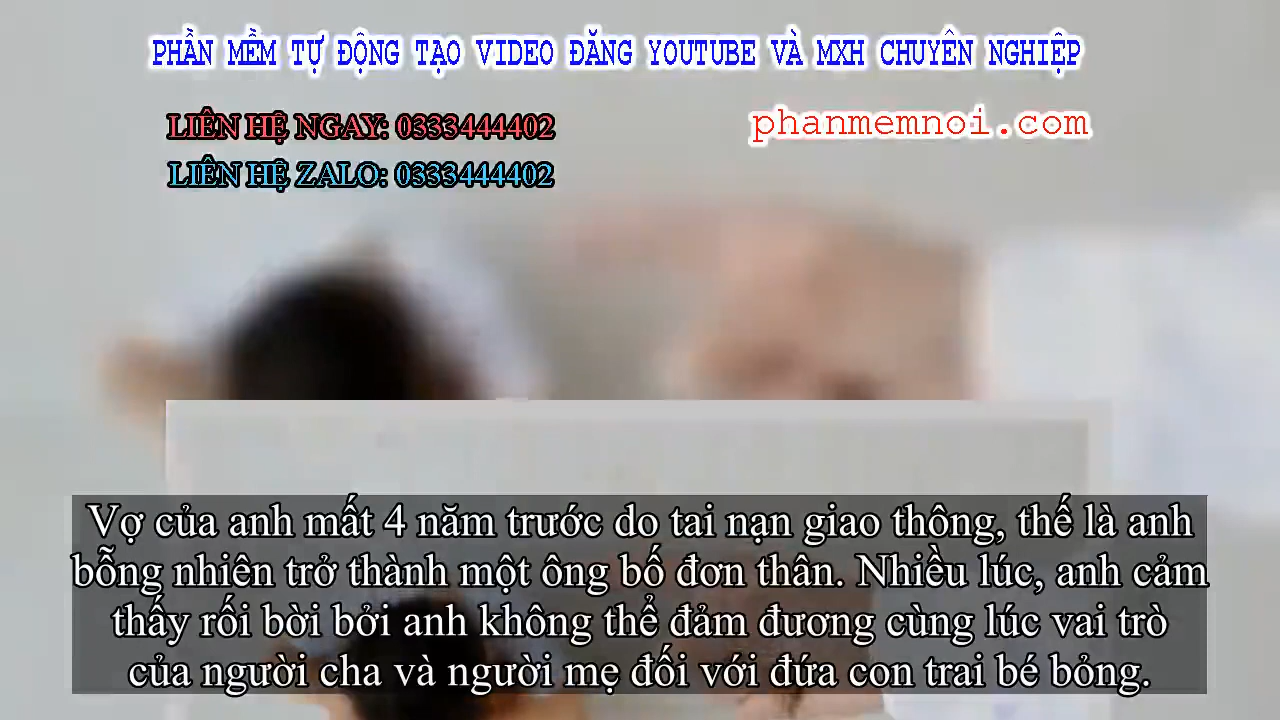 PHẦN MỀM TỰ ĐỘNG TẠO VIDEO ĐĂNG YOUTUBE VÀ MXH CHUYÊN NGHIỆP
LIÊN HỆ NGAY: 0333444402
phanmemnoi.com
LIÊN HỆ ZALO: 0333444402
Vợ của anh mất 4 năm trước do tai nạn giao thông, thế là anh
bỗng nhiên trở thành một ông bố đơn thân. Nhiều lúc, anh cảm
thấy rối bời bởi anh không thể đảm đương cùng lúc vai trò
của người cha và người mẹ đối với đứa con trai bé bỏng.